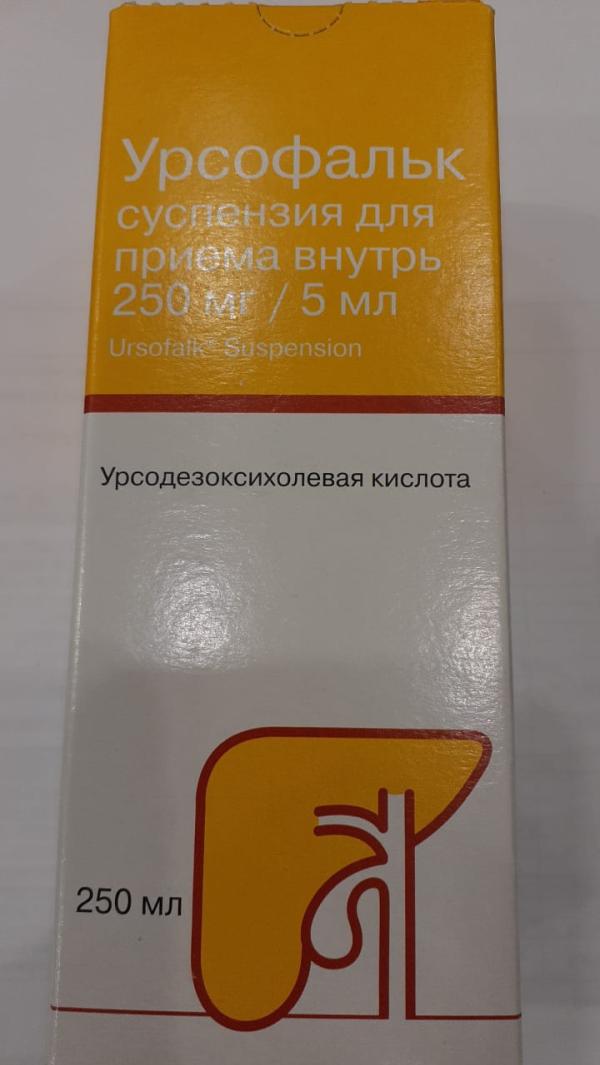 Урсофальк
суспензия для
приема внутрь
250 мг / 5 мл
Ursofalk® Suspension
Урсодезоксихолевая кислота
250 мл